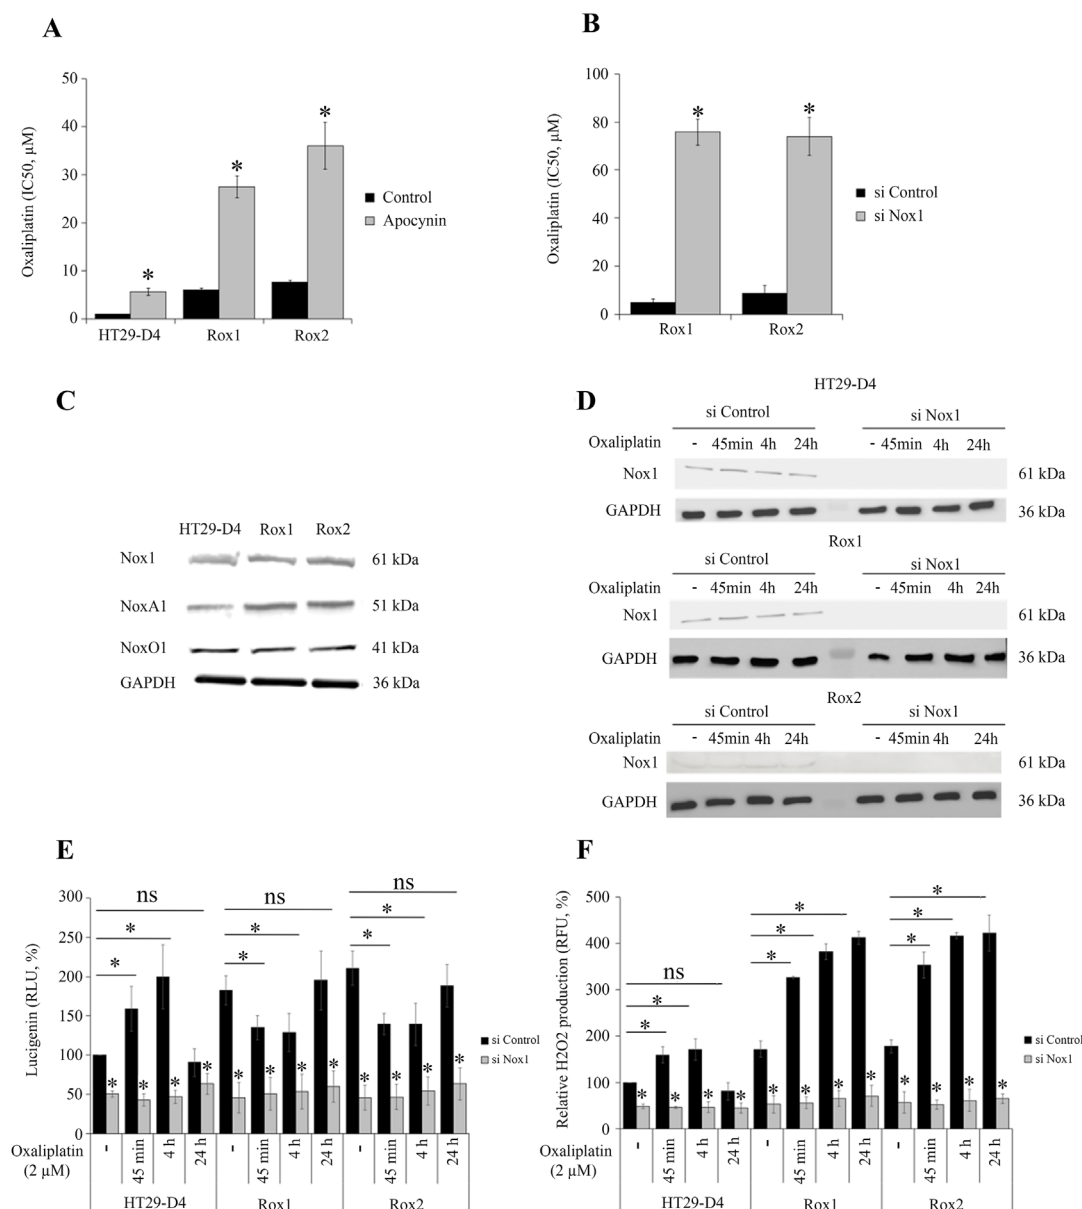 A
Oxaliplatin (IC50, µM)
50
40
30
20
10
0
*
*
*
HT29-D4
Rox1
Rox2
Control
Apocynin
B
Oxaliplatin (IC50, µM)
100
80
60
40
20
0
*
*
Rox1
Rox2
si Control
si Nox1
C
HT29-D4 Rox1 Rox2
Nox1 61 kDa
NoxA1 51 kDa
NoxO1 41 kDa
GAPDH 36 kDa
D
HT29-D4
si Control si Nox1
Oxaliplatin - 45min 4h 24h - 45min 4h 24h
Nox1 61 kDa
GAPDH 36 kDa
Rox1
si Control si Nox1
Oxaliplatin - 45min 4h 24h - 45min 4h 24h
Nox1 61 kDa
GAPDH 36 kDa
Rox2
si Control si Nox1
Oxaliplatin - 45min 4h 24h - 45min 4h 24h
Nox1 61 kDa
GAPDH 36 kDa
E
Lucigenin (RLU, %)
300
250
200
150
100
50
0
ns ns ns
* * *
* * *
* * * * * * * * * * * *
si Control
si Nox1
Oxaliplatin
(2 µM)
- 45 min 4 h 24 h - 45 min 4 h 24 h - 45 min 4 h 24 h
HT29-D4 Rox1 Rox2
F
Relative H2O2 production (RFU, %)
500
400
300
200
100
0
ns * *
* * *
* * *
* * * * * * * * * * * *
si Control
si Nox1
Oxaliplatin
(2 µM)
- 45 min 4 h 24 h - 45 min 4 h 24 h - 45 min 4 h 24 h
HT29-D4 Rox1 Rox2